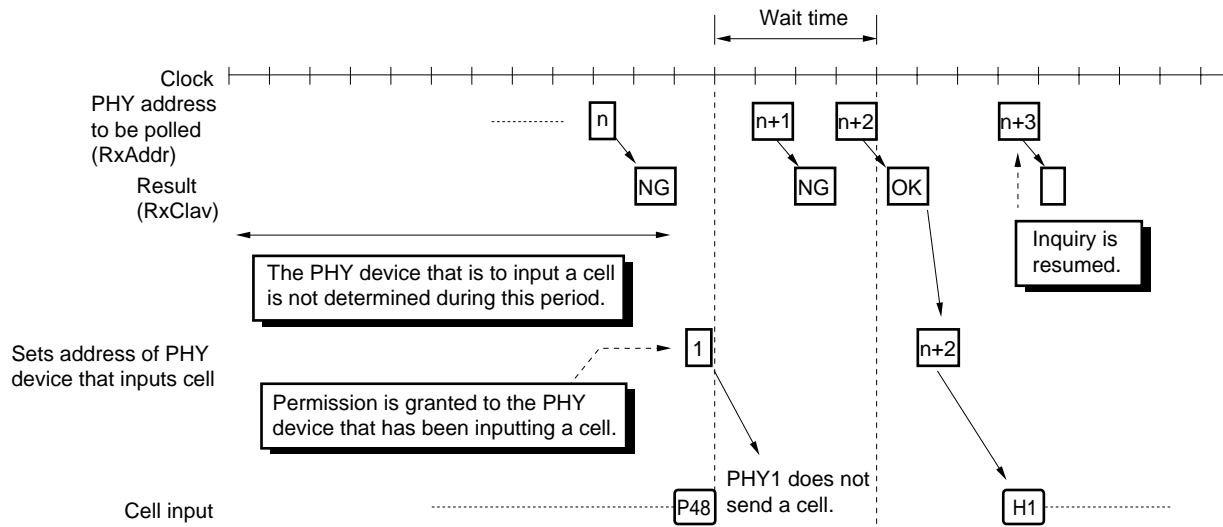 Wait time
Clock
PHY address
to be polled
(RxAddr)
n
n+1
n+2
n+3
Result
(RxClav)
NG
NG
OK
Inquiry is
resumed.
The PHY device that is to input a cell
is not determined during this period.
Sets address of PHY
device that inputs cell
1
n+2
Permission is granted to the PHY
device that has been inputting a cell.
PHY1 does not
send a cell.
Cell input
P48
H1